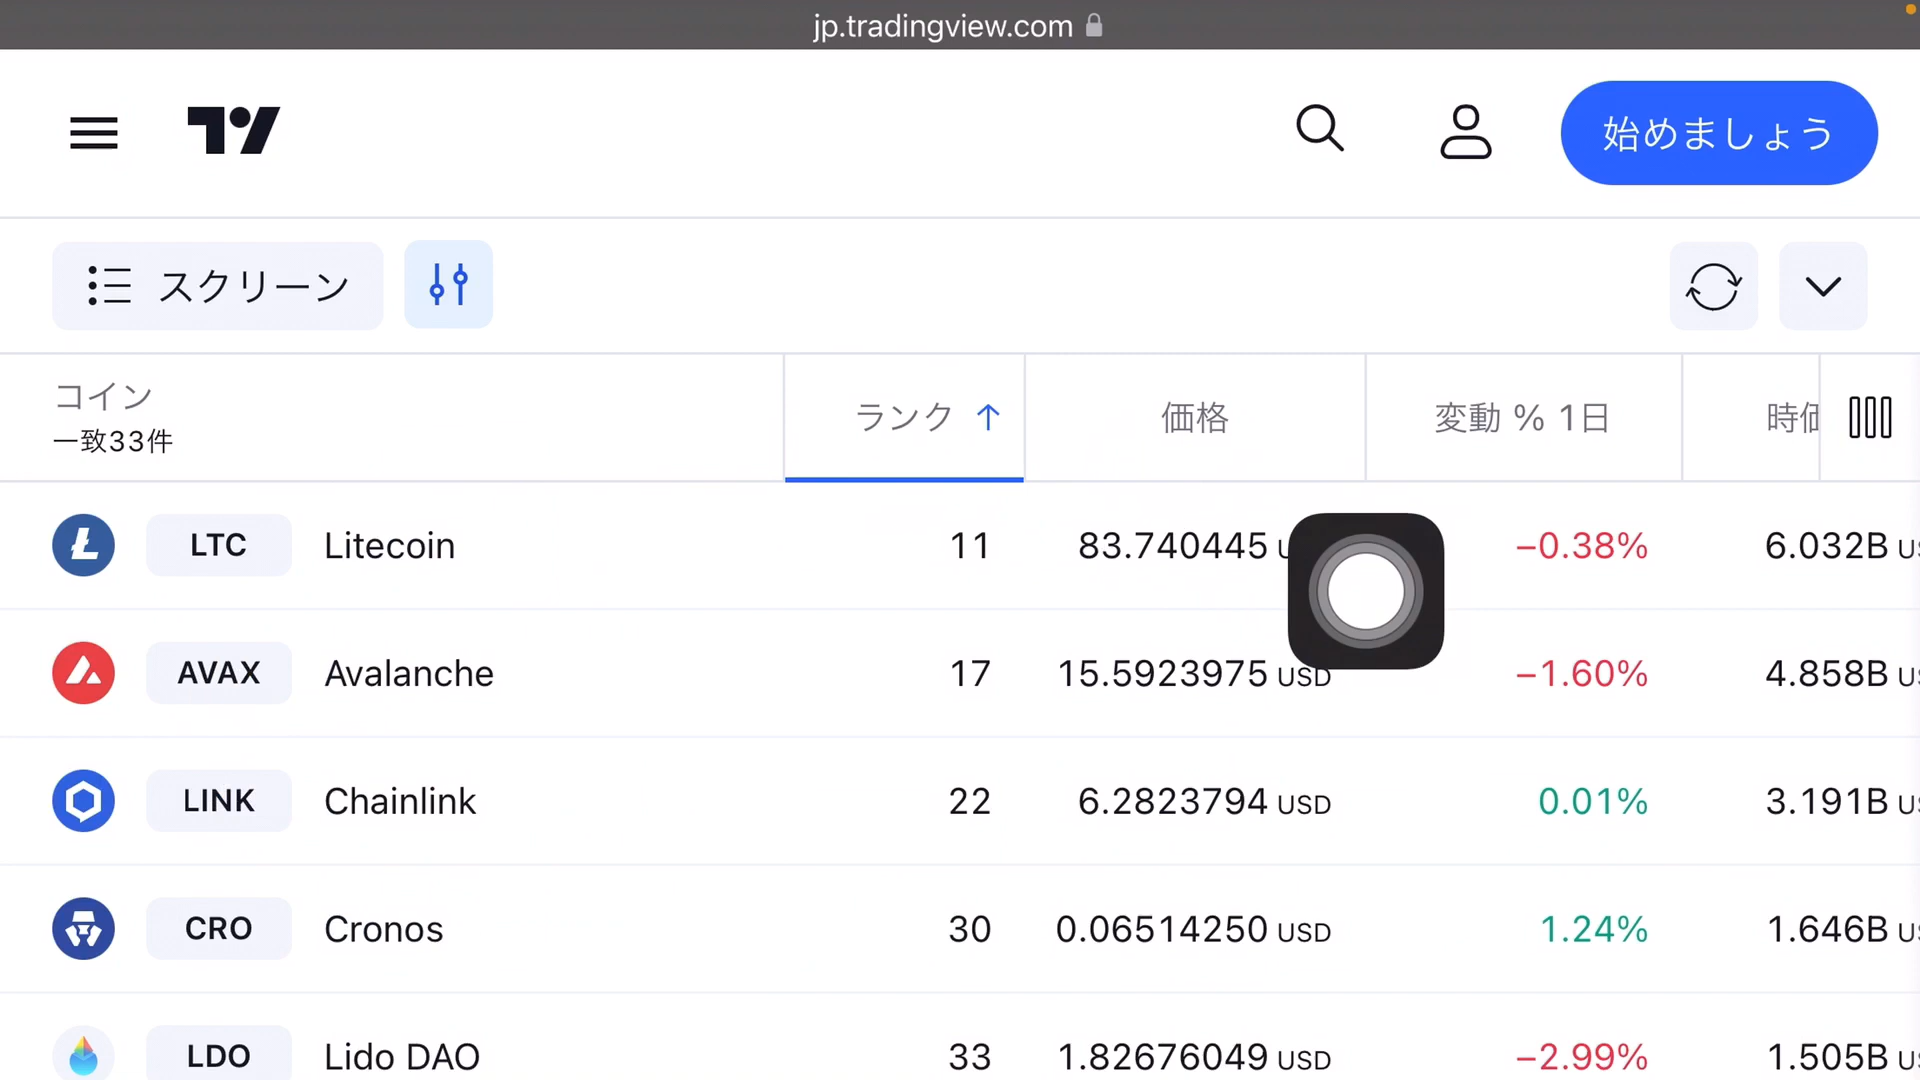 jp.tradingview.com
始めましょう
スクリーン
コイン
一致33件
ランク ↑ 価格 変動 % 1日 時価
LTC Litecoin 11 83.740445 −0.38% 6.032B
AVAX Avalanche 17 15.5923975 USD −1.60% 4.858B
LINK Chainlink 22 6.2823794 USD 0.01% 3.191B
CRO Cronos 30 0.06514250 USD 1.24% 1.646B
LDO Lido DAO 33 1.82676049 USD −2.99% 1.505B